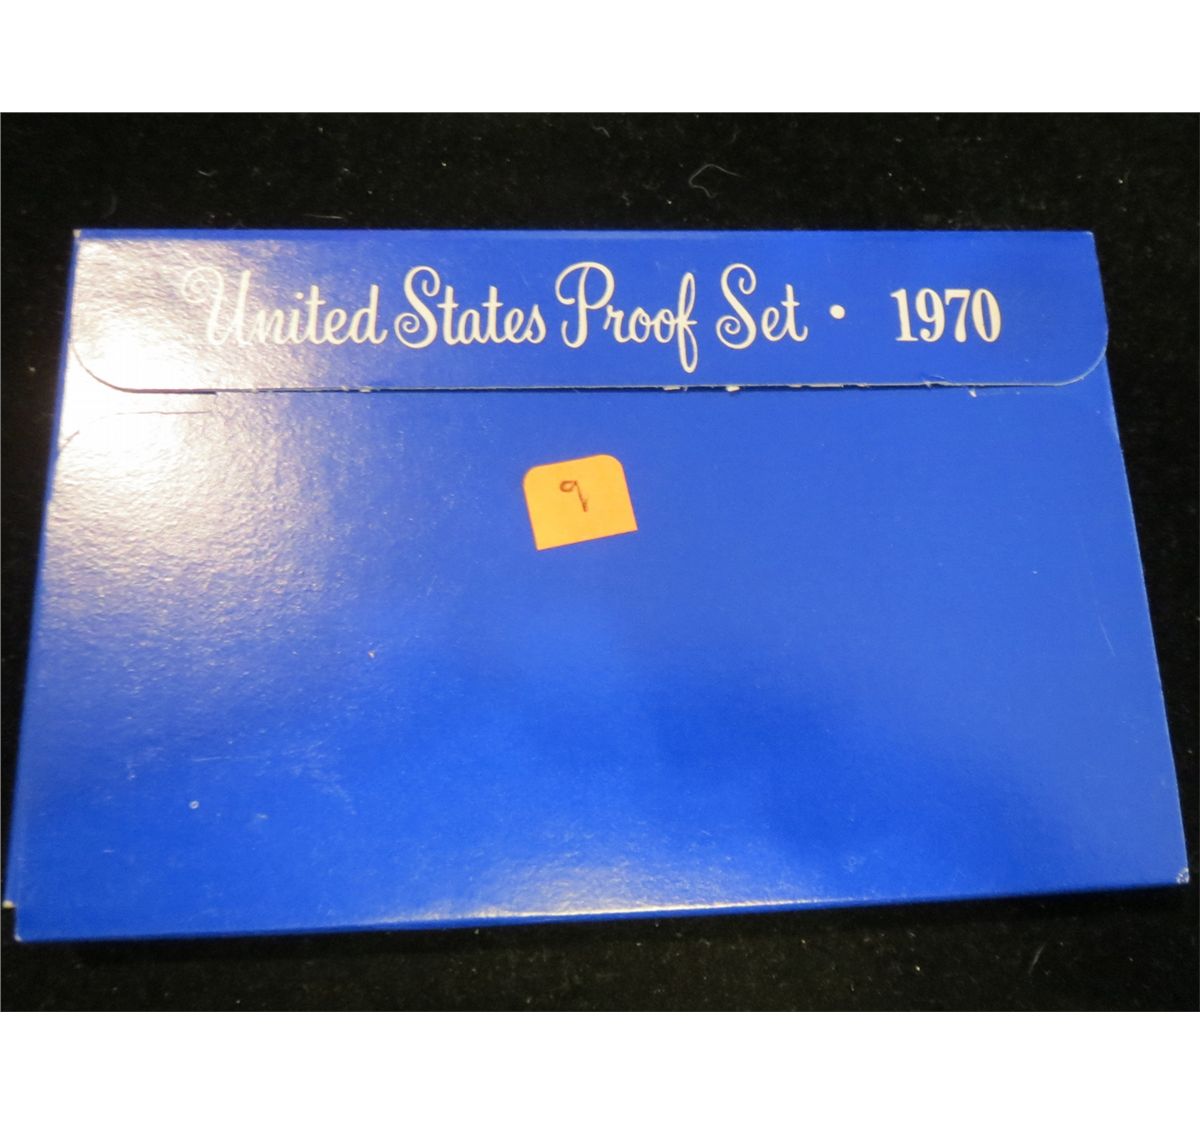 United States Proof Set • 1970
9